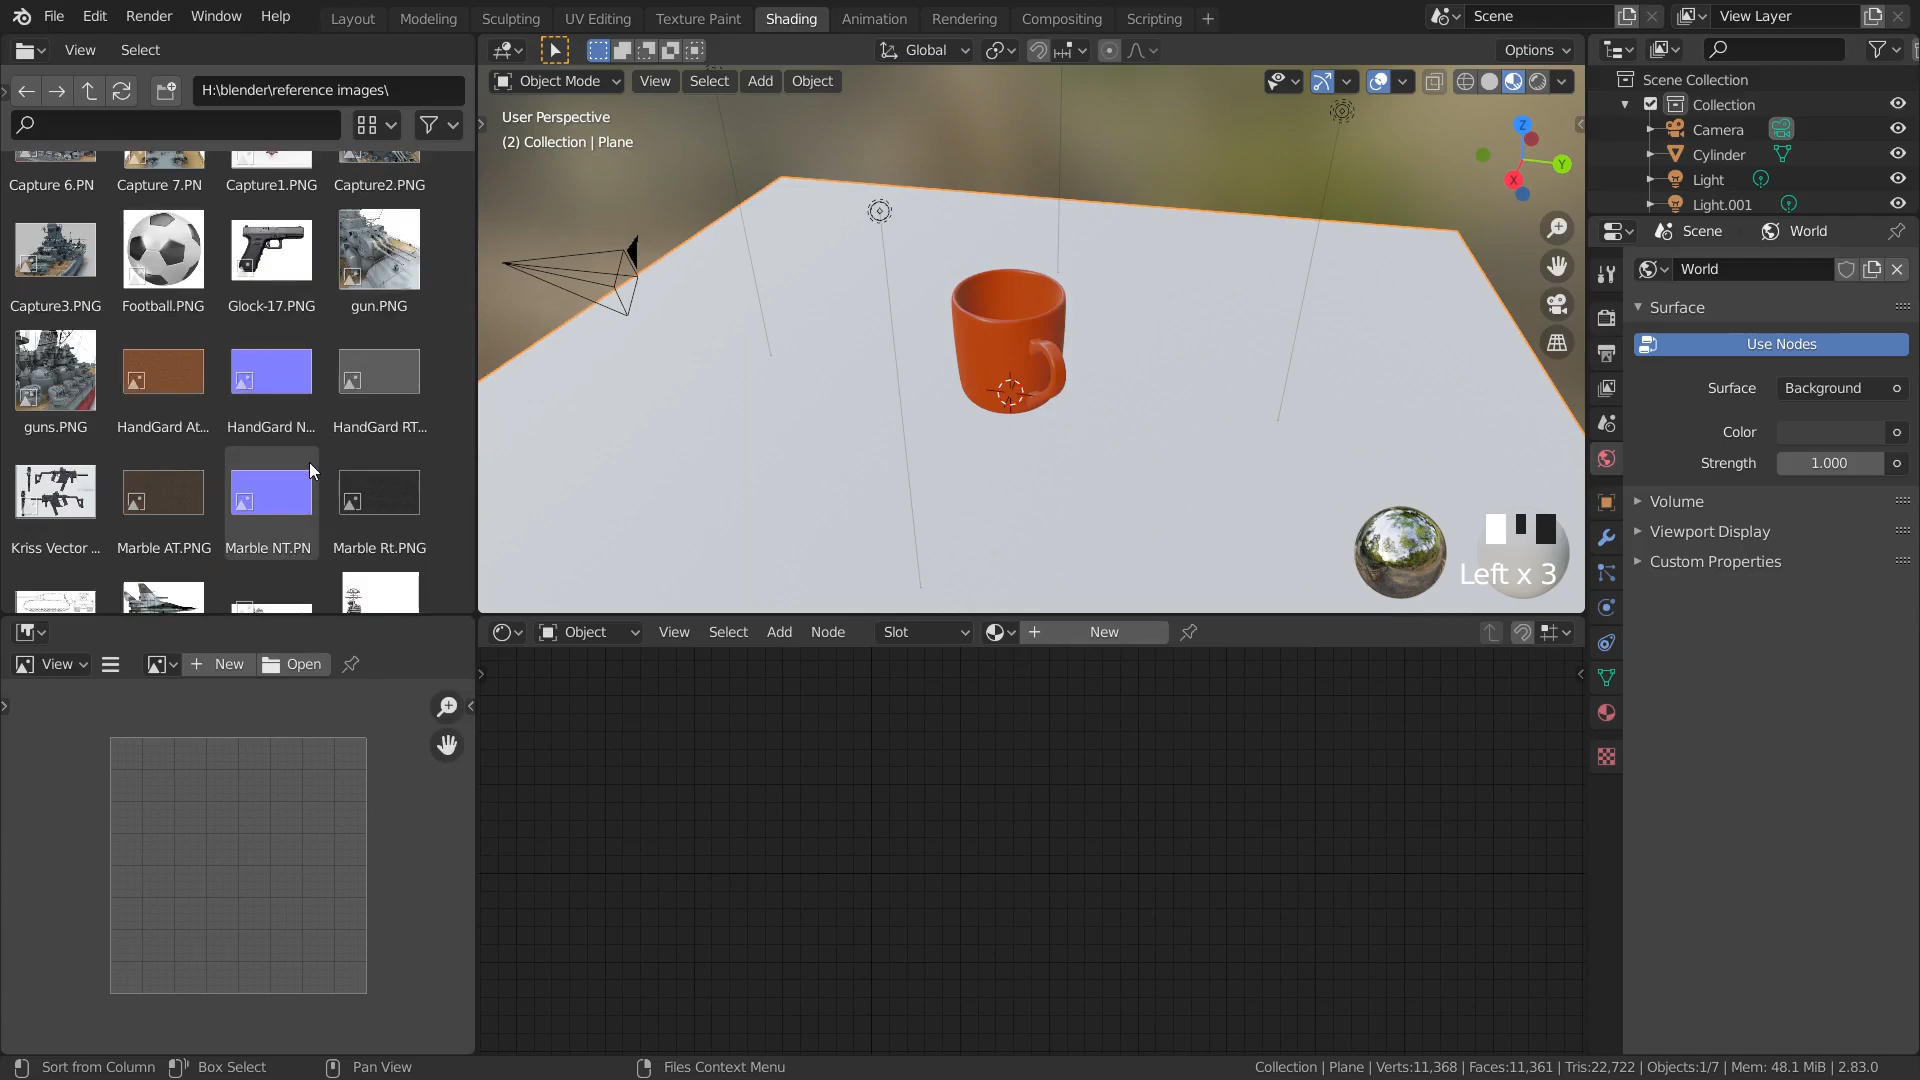 File Edit Render Window Help Layout Modeling Sculpting UV Editing Texture Paint Shading Animation Rendering Compositing Scripting + Scene View Layer
View Select
H:\blender\reference images\
Capture 6.PN Capture 7.PN Capture1.PNG Capture2.PNG
Capture3.PNG Football.PNG Glock-17.PNG gun.PNG
guns.PNG HandGard At... HandGard N... HandGard RT...
Kriss Vector ... Marble AT.PNG Marble NT.PN Marble Rt.PNG
Global Options
Object Mode View Select Add Object
User Perspective
(2) Collection | Plane
Z
Y
X
Left x 3
Scene Collection
Collection
Camera
Cylinder
Light
Light.001
Scene World
World
Surface
Use Nodes
Surface Background
Color
Strength 1.000
Volume
Viewport Display
Custom Properties
View + New Open
Object View Select Add Node Slot + New
Sort from Column Box Select Pan View Files Context Menu Collection | Plane | Verts:11,368 | Faces:11,361 | Tris:22,722 | Objects:1/7 | Mem: 48.1 MiB | 2.83.0